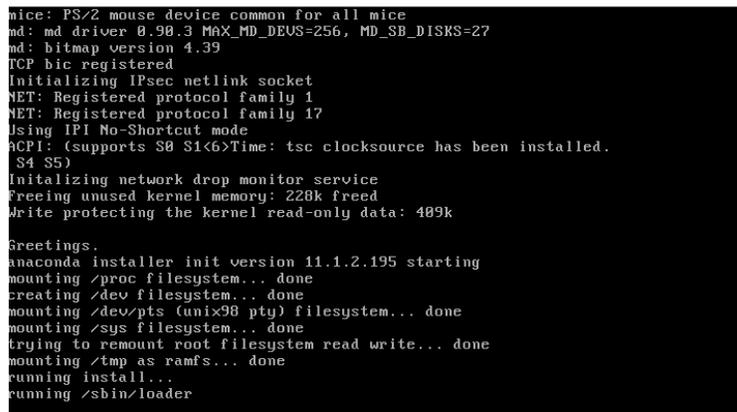 mice: PS/2 mouse device common for all mice
md: md driver 0.90.3 MAX_MD_DEVS=256, MD_SB_DISKS=27
md: bitmap version 4.39
TCP bic registered
Initializing IPsec netlink socket
NET: Registered protocol family 1
NET: Registered protocol family 17
Using IPI No-Shortcut mode
ACPI: (supports S0 S1<6>Time: tsc clocksource has been installed.
 S4 S5)
Initalizing network drop monitor service
Freeing unused kernel memory: 228k freed
Write protecting the kernel read-only data: 409k

Greetings.
anaconda installer init version 11.1.2.195 starting
mounting /proc filesystem... done
creating /dev filesystem... done
mounting /dev/pts (unix98 pty) filesystem... done
mounting /sys filesystem... done
trying to remount root filesystem read write... done
mounting /tmp as ramfs... done
running install...
running /sbin/loader